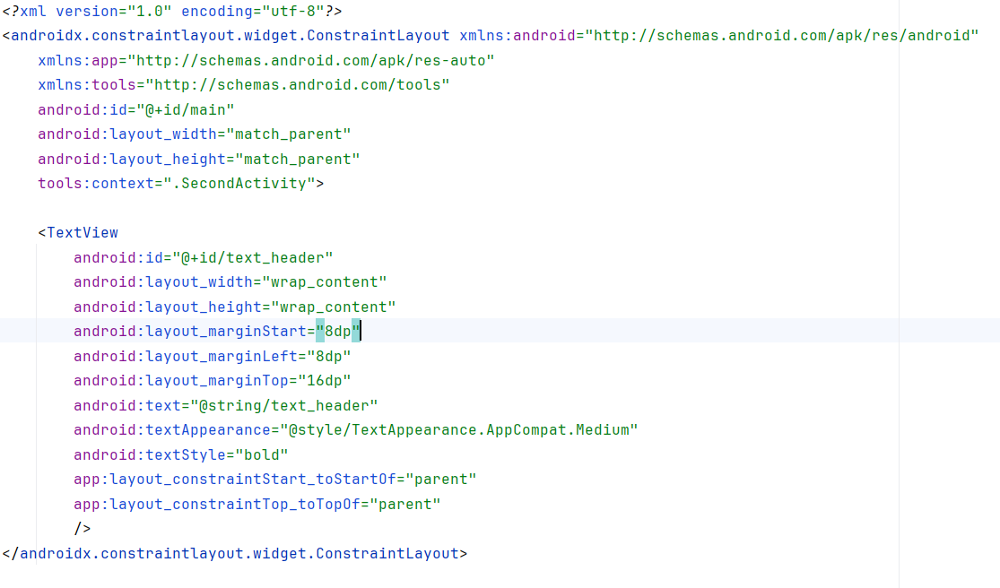 <?xml version="1.0" encoding="utf-8"?>
<androidx.constraintlayout.widget.ConstraintLayout xmlns:android="http://schemas.android.com/apk/res/android"
    xmlns:app="http://schemas.android.com/apk/res-auto"
    xmlns:tools="http://schemas.android.com/tools"
    android:id="@+id/main"
    android:layout_width="match_parent"
    android:layout_height="match_parent"
    tools:context=".SecondActivity">

    <TextView
        android:id="@+id/text_header"
        android:layout_width="wrap_content"
        android:layout_height="wrap_content"
        android:layout_marginStart="8dp"
        android:layout_marginLeft="8dp"
        android:layout_marginTop="16dp"
        android:text="@string/text_header"
        android:textAppearance="@style/TextAppearance.AppCompat.Medium"
        android:textStyle="bold"
        app:layout_constraintStart_toStartOf="parent"
        app:layout_constraintTop_toTopOf="parent"
        />
</androidx.constraintlayout.widget.ConstraintLayout>